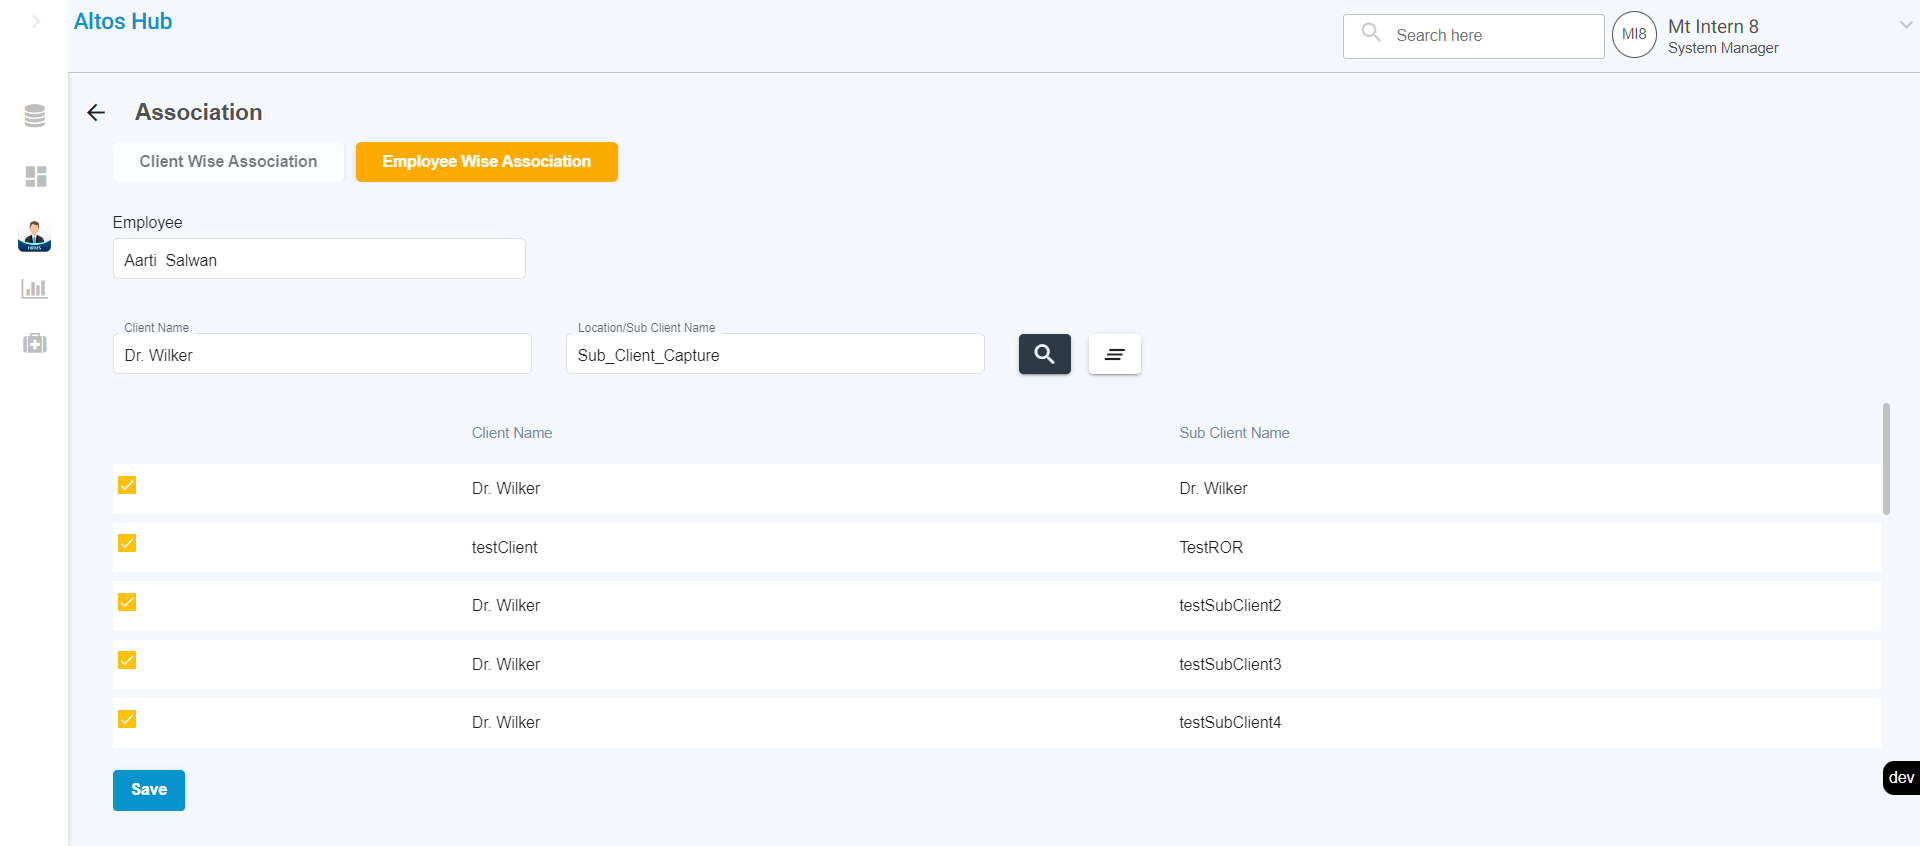 Altos Hub
Search here
MI8
Mt Intern 8
System Manager
Association
Client Wise Association
Employee Wise Association
HRMS
Employee
Aarti  Salwan
Client Name
Dr. Wilker
Location/Sub Client Name
Sub_Client_Capture
Client Name
Sub Client Name
Dr. Wilker
Dr. Wilker
testClient
TestROR
Dr. Wilker
testSubClient2
Dr. Wilker
testSubClient3
Dr. Wilker
testSubClient4
Save
dev